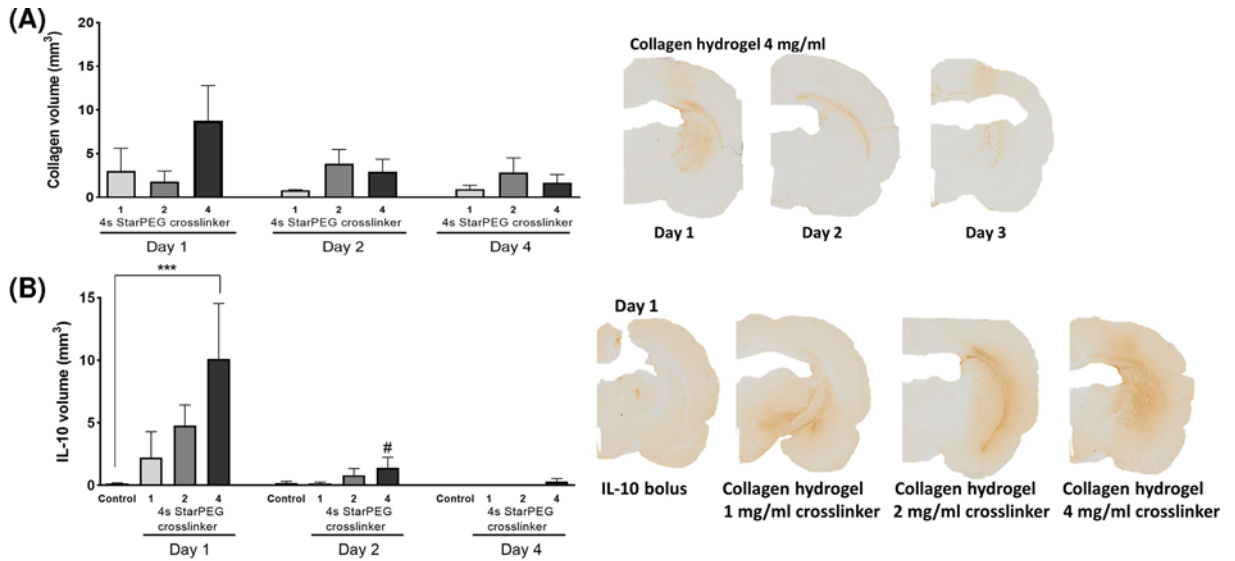 (A)
20
15
10
5
0
Collagen volume (mm³)
1 2 4 1 2 4 1 2 4
4s StarPEG crosslinker 4s StarPEG crosslinker 4s StarPEG crosslinker
Day 1 Day 2 Day 4
Collagen hydrogel 4 mg/ml
Day 1 Day 2 Day 3
(B)
***
15
10
5
0
IL-10 volume (mm³)
#
Control 1 2 4 Control 1 2 4 Control 1 2 4
4s StarPEG 4s StarPEG 4s StarPEG
crosslinker crosslinker crosslinker
Day 1 Day 2 Day 4
Day 1
IL-10 bolus Collagen hydrogel Collagen hydrogel Collagen hydrogel
1 mg/ml crosslinker 2 mg/ml crosslinker 4 mg/ml crosslinker